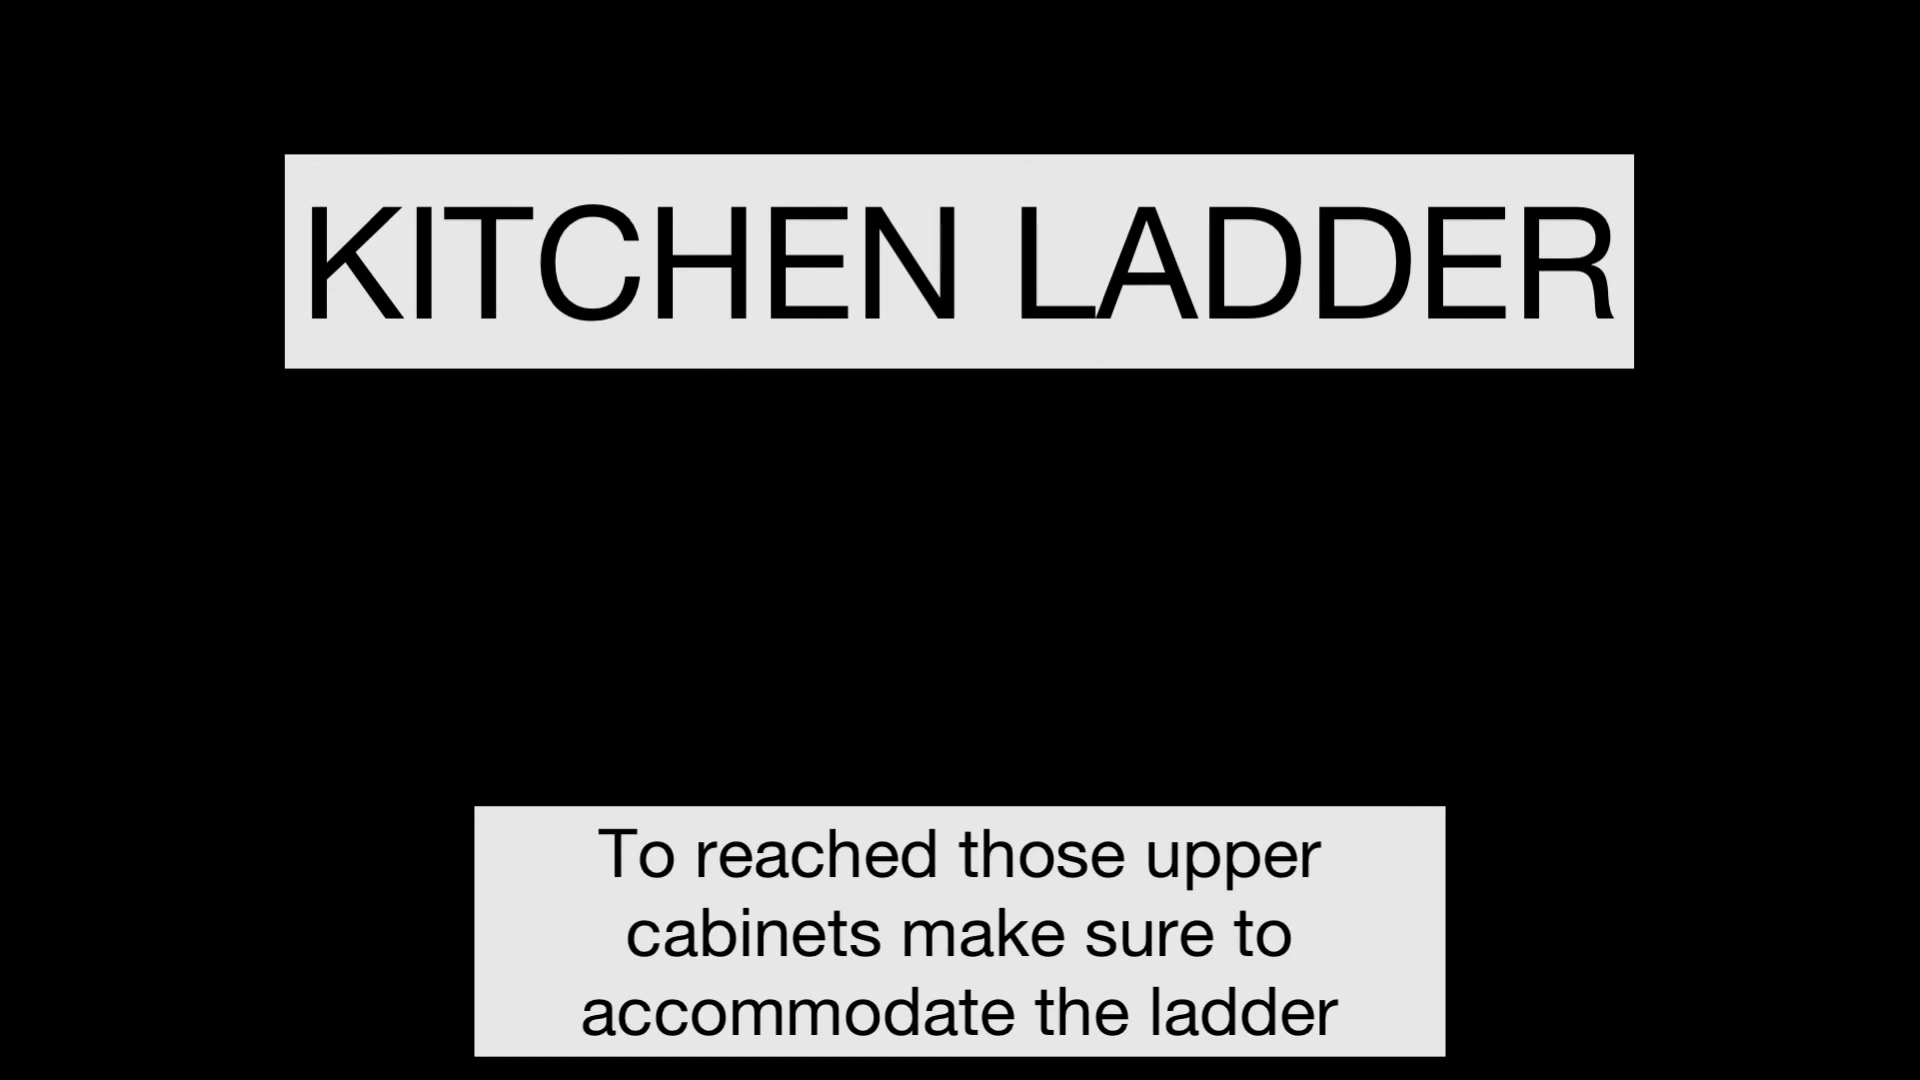 KITCHEN LADDER
To reached those upper
cabinets make sure to
accommodate the ladder